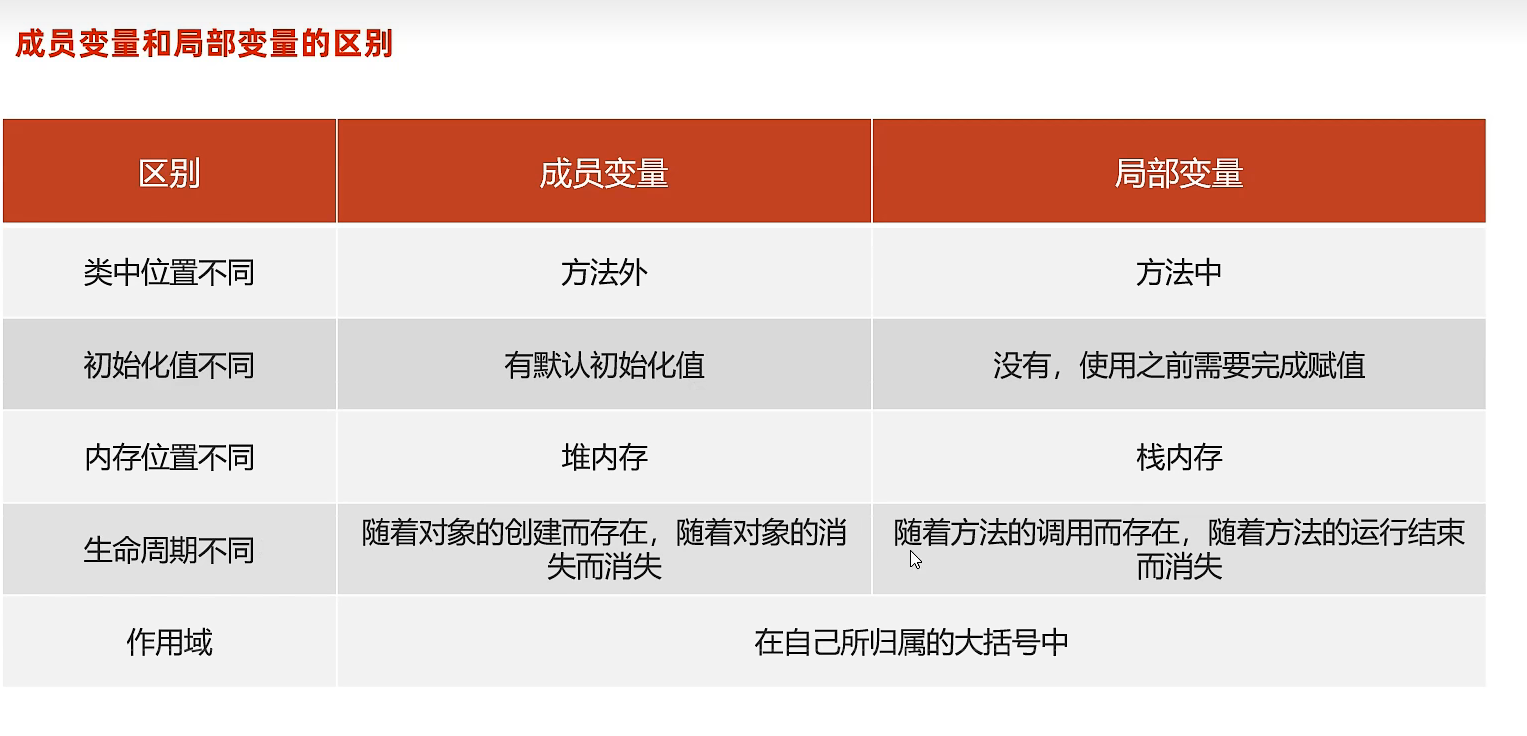 成员变量和局部变量的区别
区别 成员变量 局部变量
类中位置不同 方法外 方法中
初始化值不同 有默认初始化值 没有，使用之前需要完成赋值
内存位置不同 堆内存 栈内存
生命周期不同
随着对象的创建而存在，随着对象的消
失而消失
随着方法的调用而存在，随着方法的运行结束
而消失
作用域 在自己所归属的大括号中